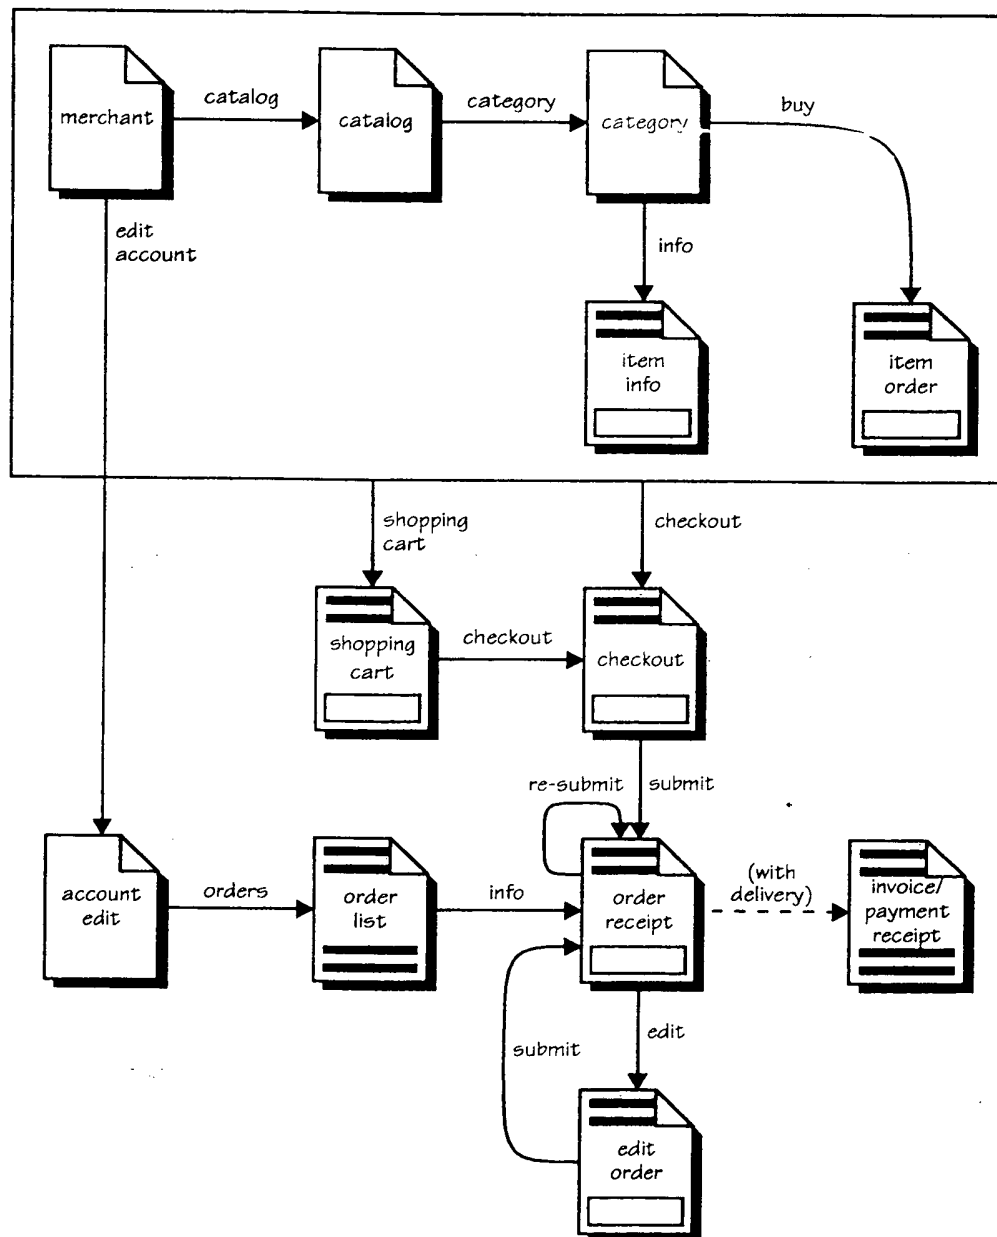 merchant
catalog
catalog
category
category
buy
edit
account
info
item
info
item
order
shopping
cart
checkout
shopping
cart
checkout
checkout
re-submit
submit
account
edit
orders
order
list
info
order
receipt
(with
delivery)
invoice/
payment
receipt
submit
edit
edit
order